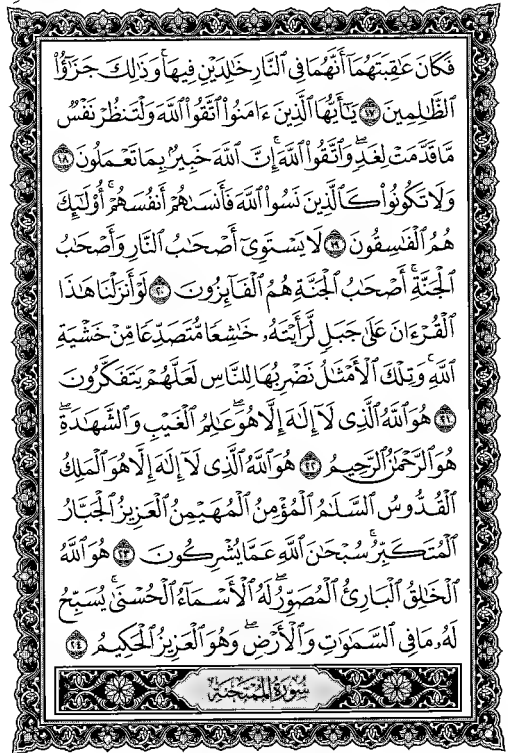 فَكَانَ عَٰقِبَتَهُمَآ أَنَّهُمَا فِى ٱلنَّارِ خَٰلِدَيْنِ فِيهَا ۚ وَذَٰلِكَ جَزَٰٓؤُا۟
ٱلظَّٰلِمِينَ ١٧ يَٰٓأَيُّهَا ٱلَّذِينَ ءَامَنُوا۟ ٱتَّقُوا۟ ٱللَّهَ وَلْتَنظُرْ نَفْسٌ
مَّا قَدَّمَتْ لِغَدٍ ۖ وَٱتَّقُوا۟ ٱللَّهَ ۚ إِنَّ ٱللَّهَ خَبِيرٌۢ بِمَا تَعْمَلُونَ ١٨
وَلَا تَكُونُوا۟ كَٱلَّذِينَ نَسُوا۟ ٱللَّهَ فَأَنسَىٰهُمْ أَنفُسَهُمْ ۚ أُو۟لَٰٓئِكَ
هُمُ ٱلْفَٰسِقُونَ ١٩ لَا يَسْتَوِىٓ أَصْحَٰبُ ٱلنَّارِ وَأَصْحَٰبُ
ٱلْجَنَّةِ ۚ أَصْحَٰبُ ٱلْجَنَّةِ هُمُ ٱلْفَآئِزُونَ ٢٠ لَوْ أَنزَلْنَا هَٰذَا
ٱلْقُرْءَانَ عَلَىٰ جَبَلٍ لَّرَأَيْتَهُۥ خَٰشِعًا مُّتَصَدِّعًا مِّنْ خَشْيَةِ
ٱللَّهِ ۚ وَتِلْكَ ٱلْأَمْثَٰلُ نَضْرِبُهَا لِلنَّاسِ لَعَلَّهُمْ يَتَفَكَّرُونَ
٢١ هُوَ ٱللَّهُ ٱلَّذِى لَآ إِلَٰهَ إِلَّا هُوَ ۖ عَٰلِمُ ٱلْغَيْبِ وَٱلشَّهَٰدَةِ ۖ
هُوَ ٱلرَّحْمَٰنُ ٱلرَّحِيمُ ٢٢ هُوَ ٱللَّهُ ٱلَّذِى لَآ إِلَٰهَ إِلَّا هُوَ ٱلْمَلِكُ
ٱلْقُدُّوسُ ٱلسَّلَٰمُ ٱلْمُؤْمِنُ ٱلْمُهَيْمِنُ ٱلْعَزِيزُ ٱلْجَبَّارُ
ٱلْمُتَكَبِّرُ ۚ سُبْحَٰنَ ٱللَّهِ عَمَّا يُشْرِكُونَ ٢٣ هُوَ ٱللَّهُ
ٱلْخَٰلِقُ ٱلْبَارِئُ ٱلْمُصَوِّرُ ۖ لَهُ ٱلْأَسْمَآءُ ٱلْحُسْنَىٰ ۚ يُسَبِّحُ
لَهُۥ مَا فِى ٱلسَّمَٰوَٰتِ وَٱلْأَرْضِ ۖ وَهُوَ ٱلْعَزِيزُ ٱلْحَكِيمُ ٢٤
سُورَةُ ٱلْمُمْتَحِنَةِ